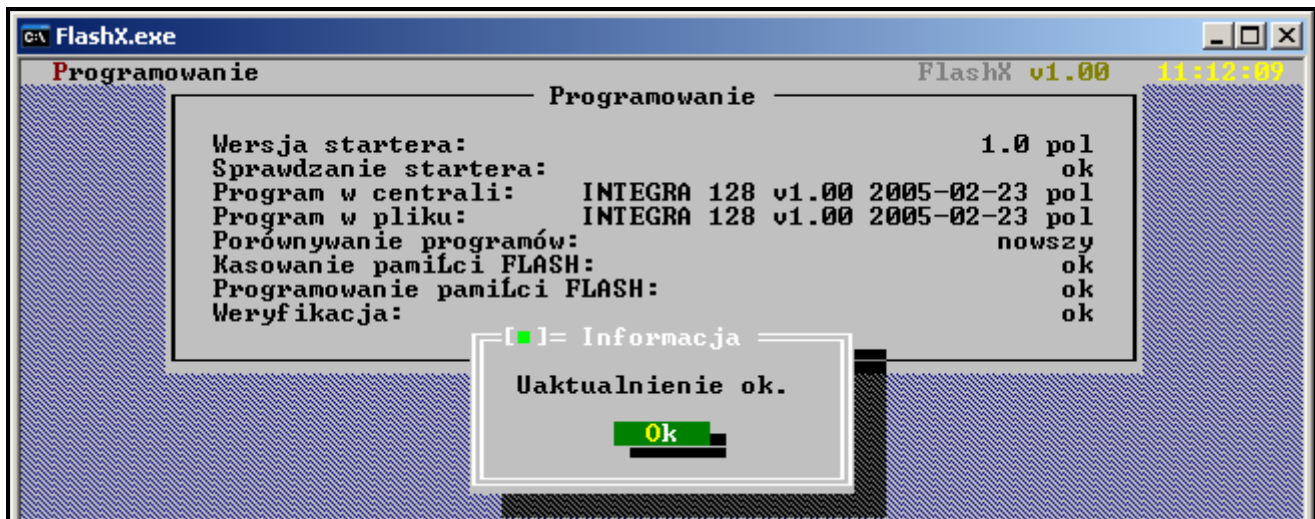 FlashX.exe
Programowanie FlashX v1.00 11:12:09
Programowanie
Wersja startera: 1.0 pol
Sprawdzanie startera: ok
Program w centrali: INTEGRA 128 v1.00 2005-02-23 pol
Program w pliku: INTEGRA 128 v1.00 2005-02-23 pol
Porównywanie programów: nowszy
Kasowanie pamiĹci FLASH: ok
Programowanie pamiĹci FLASH: ok
Weryfikacja: ok
[■]= Informacja
Uaktualnienie ok.
Ok